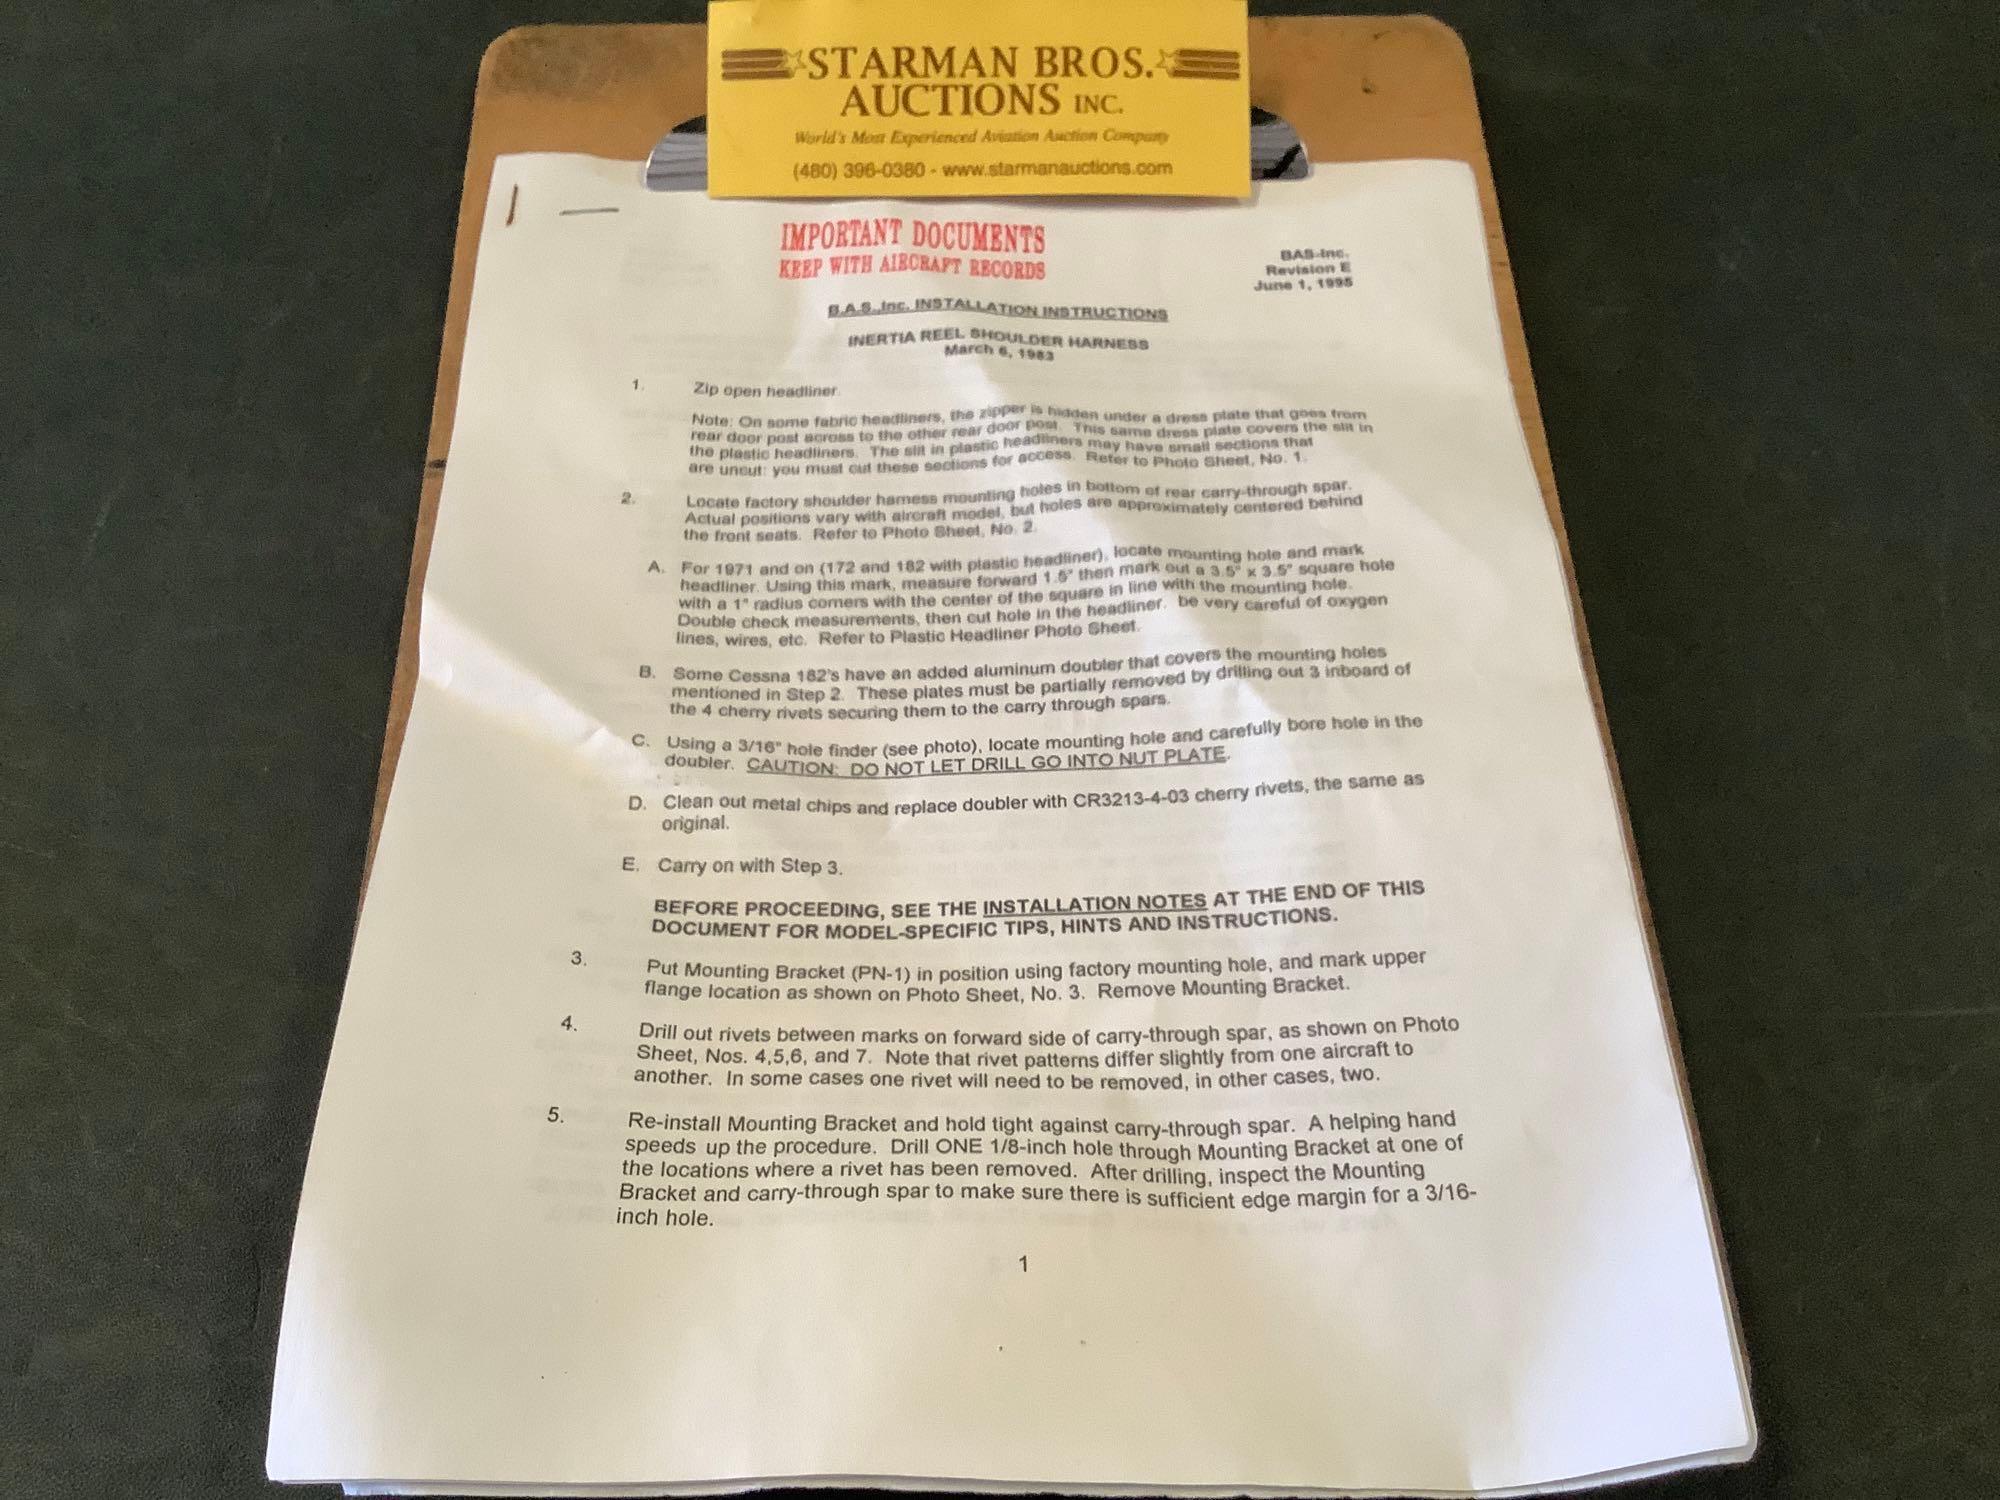 STARMAN BROS.
AUCTIONS INC.
World's Most Experienced Aviation Auction Company
(480) 396-0380 - www.starmanauctions.com
IMPORTANT DOCUMENTS
KEEP WITH AIRCRAFT RECORDS
BAS-Inc.
Revision E
June 1, 1995
B.A.S.,Inc. INSTALLATION INSTRUCTIONS
INERTIA REEL SHOULDER HARNESS
March 6, 1983
1. Zip open headliner.
Note: On some fabric headliners, the zipper is hidden under a dress plate that goes from
rear door post across to the other rear door post. This same dress plate covers the slit in
the plastic headliners. The slit in plastic headliners may have small sections that
are uncut: you must cut these sections for access. Refer to Photo Sheet, No. 1.
2. Locate factory shoulder harness mounting holes in bottom of rear carry-through spar.
Actual positions vary with aircraft model, but holes are approximately centered behind
the front seats. Refer to Photo Sheet, No. 2.
A. For 1971 and on (172 and 182 with plastic headliner), locate mounting hole and mark
headliner. Using this mark, measure forward 1.5" then mark out a 3.5" x 3.5" square hole
with a 1" radius corners with the center of the square in line with the mounting hole.
Double check measurements, then cut hole in the headliner. be very careful of oxygen
lines, wires, etc. Refer to Plastic Headliner Photo Sheet.
B. Some Cessna 182's have an added aluminum doubler that covers the mounting holes
mentioned in Step 2. These plates must be partially removed by drilling out 3 inboard of
the 4 cherry rivets securing them to the carry through spars.
C. Using a 3/16" hole finder (see photo), locate mounting hole and carefully bore hole in the
doubler. CAUTION: DO NOT LET DRILL GO INTO NUT PLATE.
D. Clean out metal chips and replace doubler with CR3213-4-03 cherry rivets, the same as
original.
E. Carry on with Step 3.
BEFORE PROCEEDING, SEE THE INSTALLATION NOTES AT THE END OF THIS
DOCUMENT FOR MODEL-SPECIFIC TIPS, HINTS AND INSTRUCTIONS.
3. Put Mounting Bracket (PN-1) in position using factory mounting hole, and mark upper
flange location as shown on Photo Sheet, No. 3. Remove Mounting Bracket.
4. Drill out rivets between marks on forward side of carry-through spar, as shown on Photo
Sheet, Nos. 4,5,6, and 7. Note that rivet patterns differ slightly from one aircraft to
another. In some cases one rivet will need to be removed, in other cases, two.
5. Re-install Mounting Bracket and hold tight against carry-through spar. A helping hand
speeds up the procedure. Drill ONE 1/8-inch hole through Mounting Bracket at one of
the locations where a rivet has been removed. After drilling, inspect the Mounting
Bracket and carry-through spar to make sure there is sufficient edge margin for a 3/16-
inch hole.
1